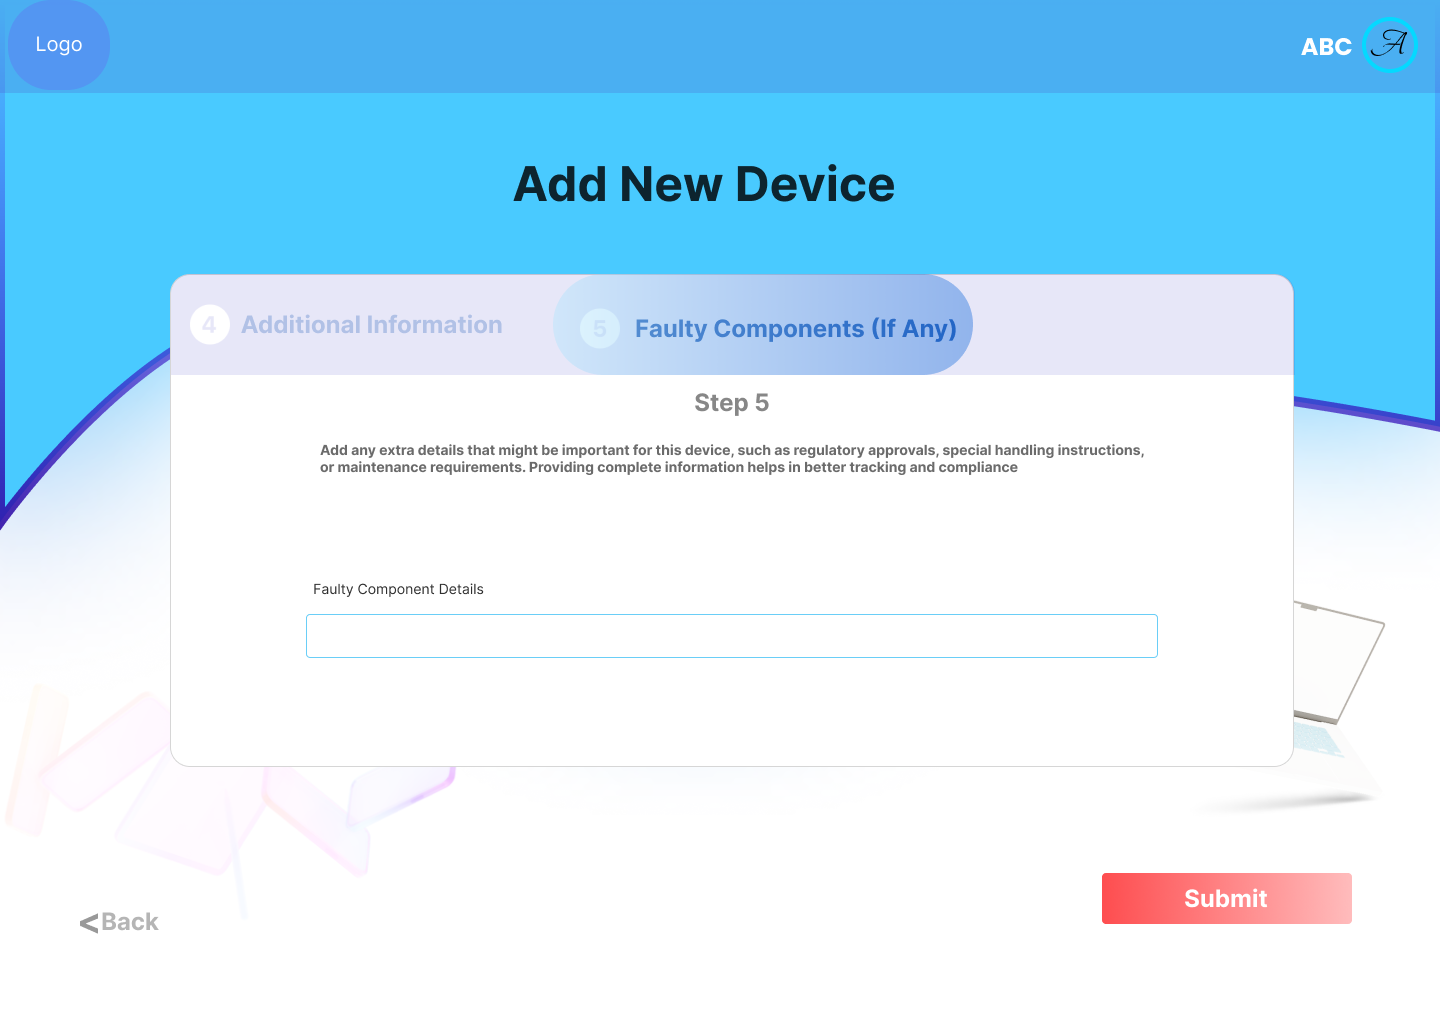 Logo
ABC
A
Add New Device
4 Additional Information
5 Faulty Components (If Any)
Step 5
Add any extra details that might be important for this device, such as regulatory approvals, special handling instructions,
or maintenance requirements. Providing complete information helps in better tracking and compliance
Faulty Component Details
<Back
Submit